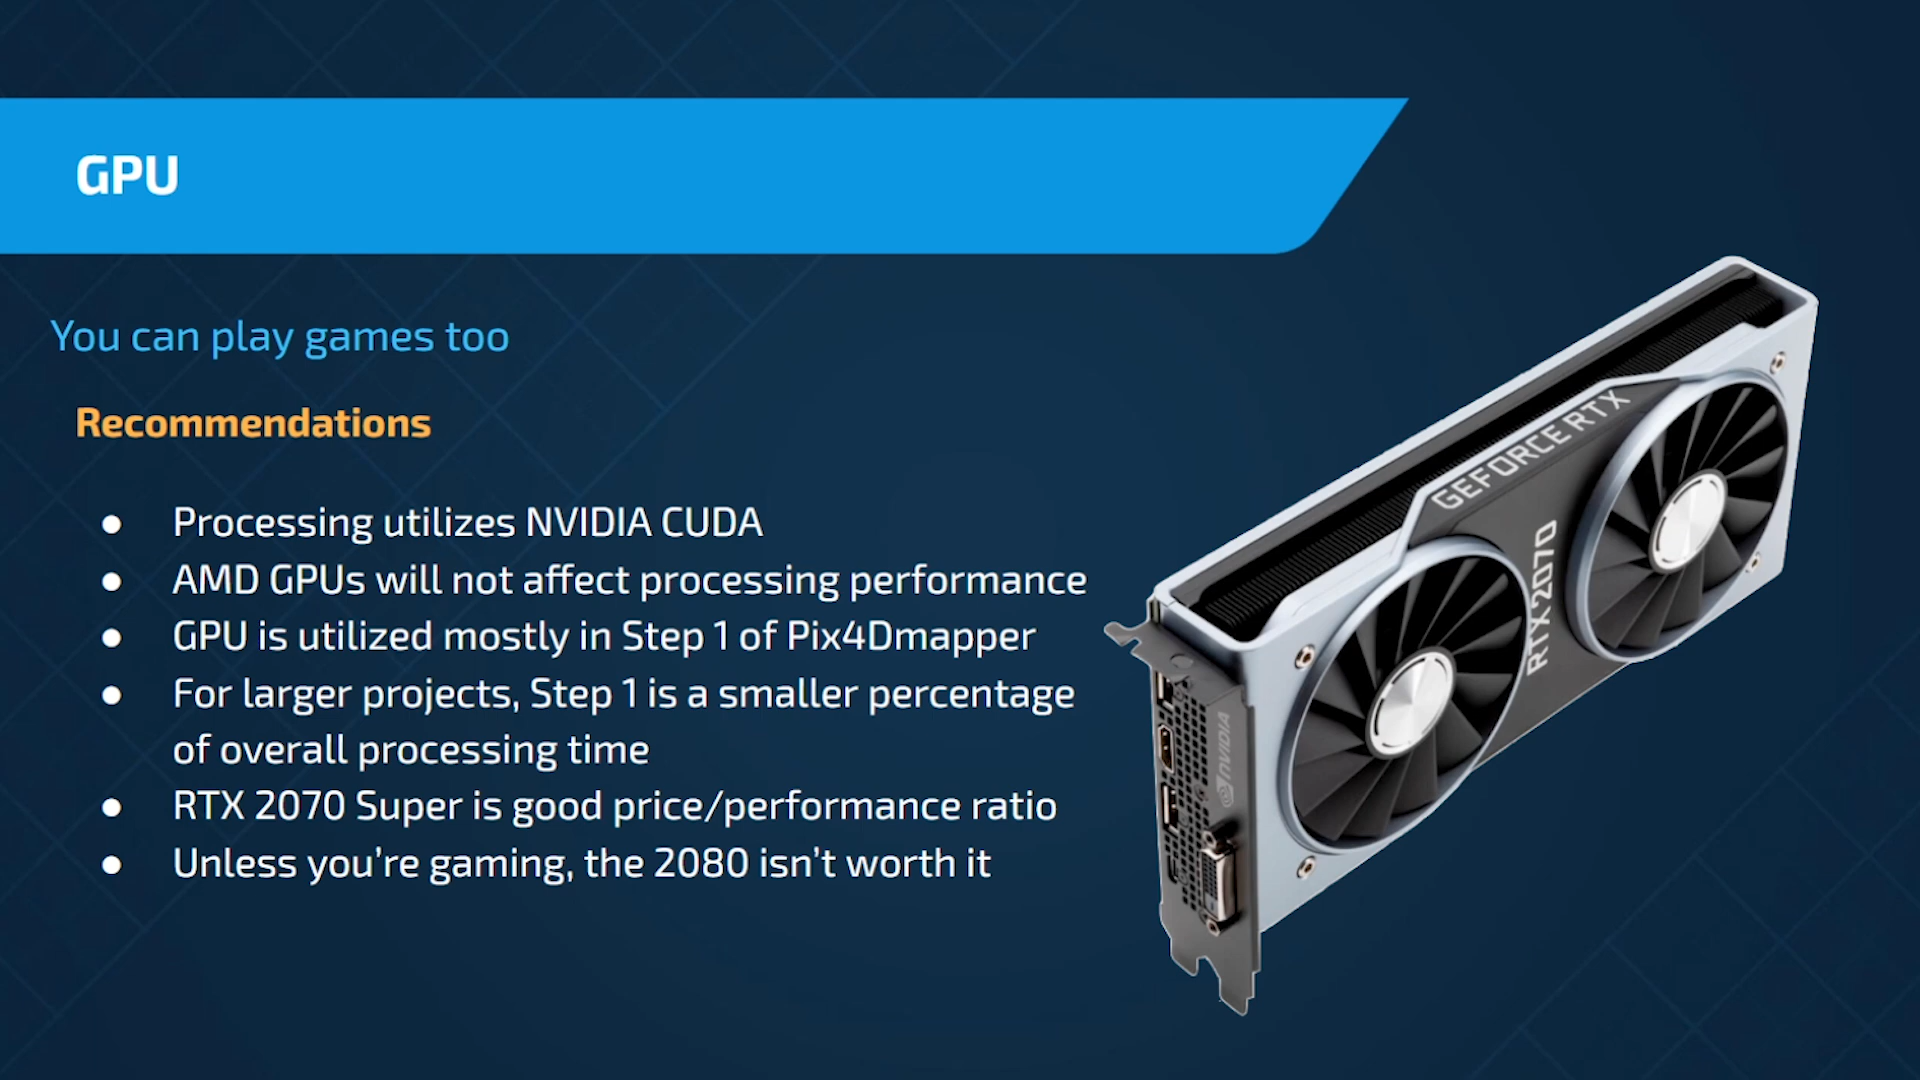 GPU
You can play games too
Recommendations
● Processing utilizes NVIDIA CUDA
● AMD GPUs will not affect processing performance
● GPU is utilized mostly in Step 1 of Pix4Dmapper
● For larger projects, Step 1 is a smaller percentage
of overall processing time
● RTX 2070 Super is good price/performance ratio
● Unless you're gaming, the 2080 isn't worth it
GEFORCE RTX
RTX 2070
NVIDIA